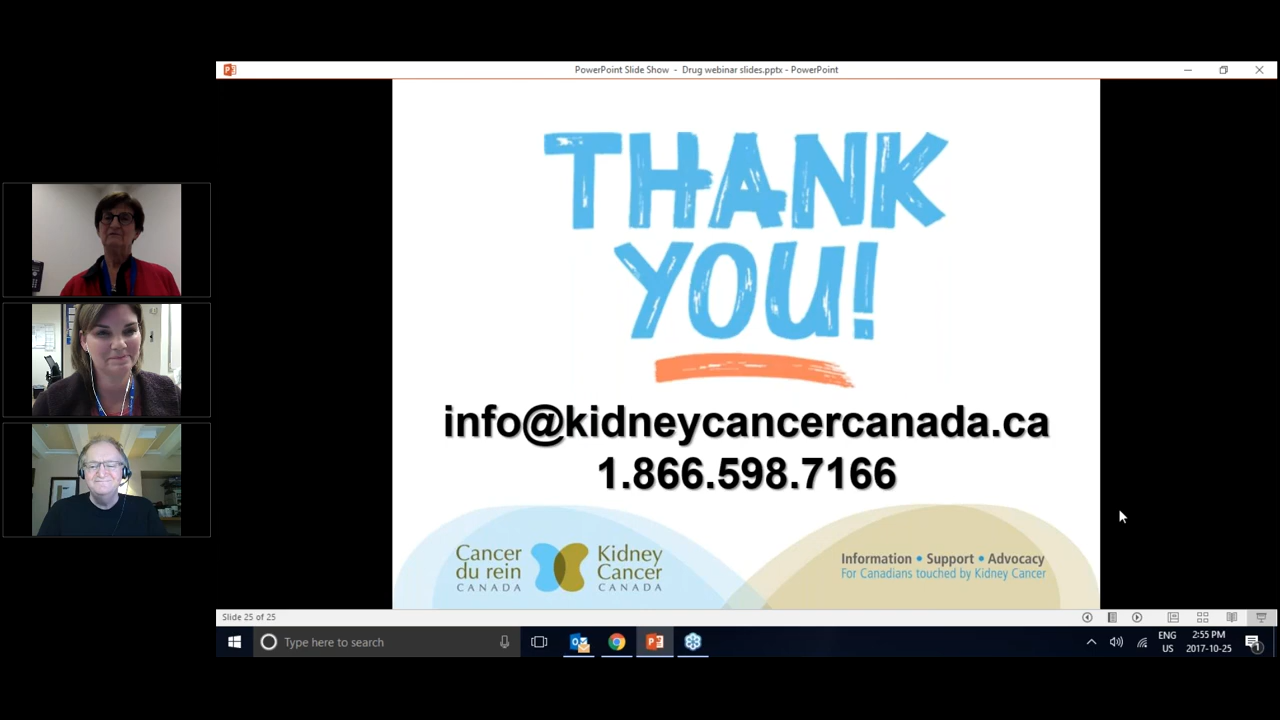 PowerPoint Slide Show - Drug webinar slides.pptx - PowerPoint
THANK
YOU!
info@kidneycancercanada.ca
1.866.598.7166
Cancer
du rein
CANADA
Kidney
Cancer
CANADA
Information • Support • Advocacy
For Canadians touched by Kidney Cancer
Slide 25 of 25
Type here to search
ENG
US
2:55 PM
2017-10-25
1